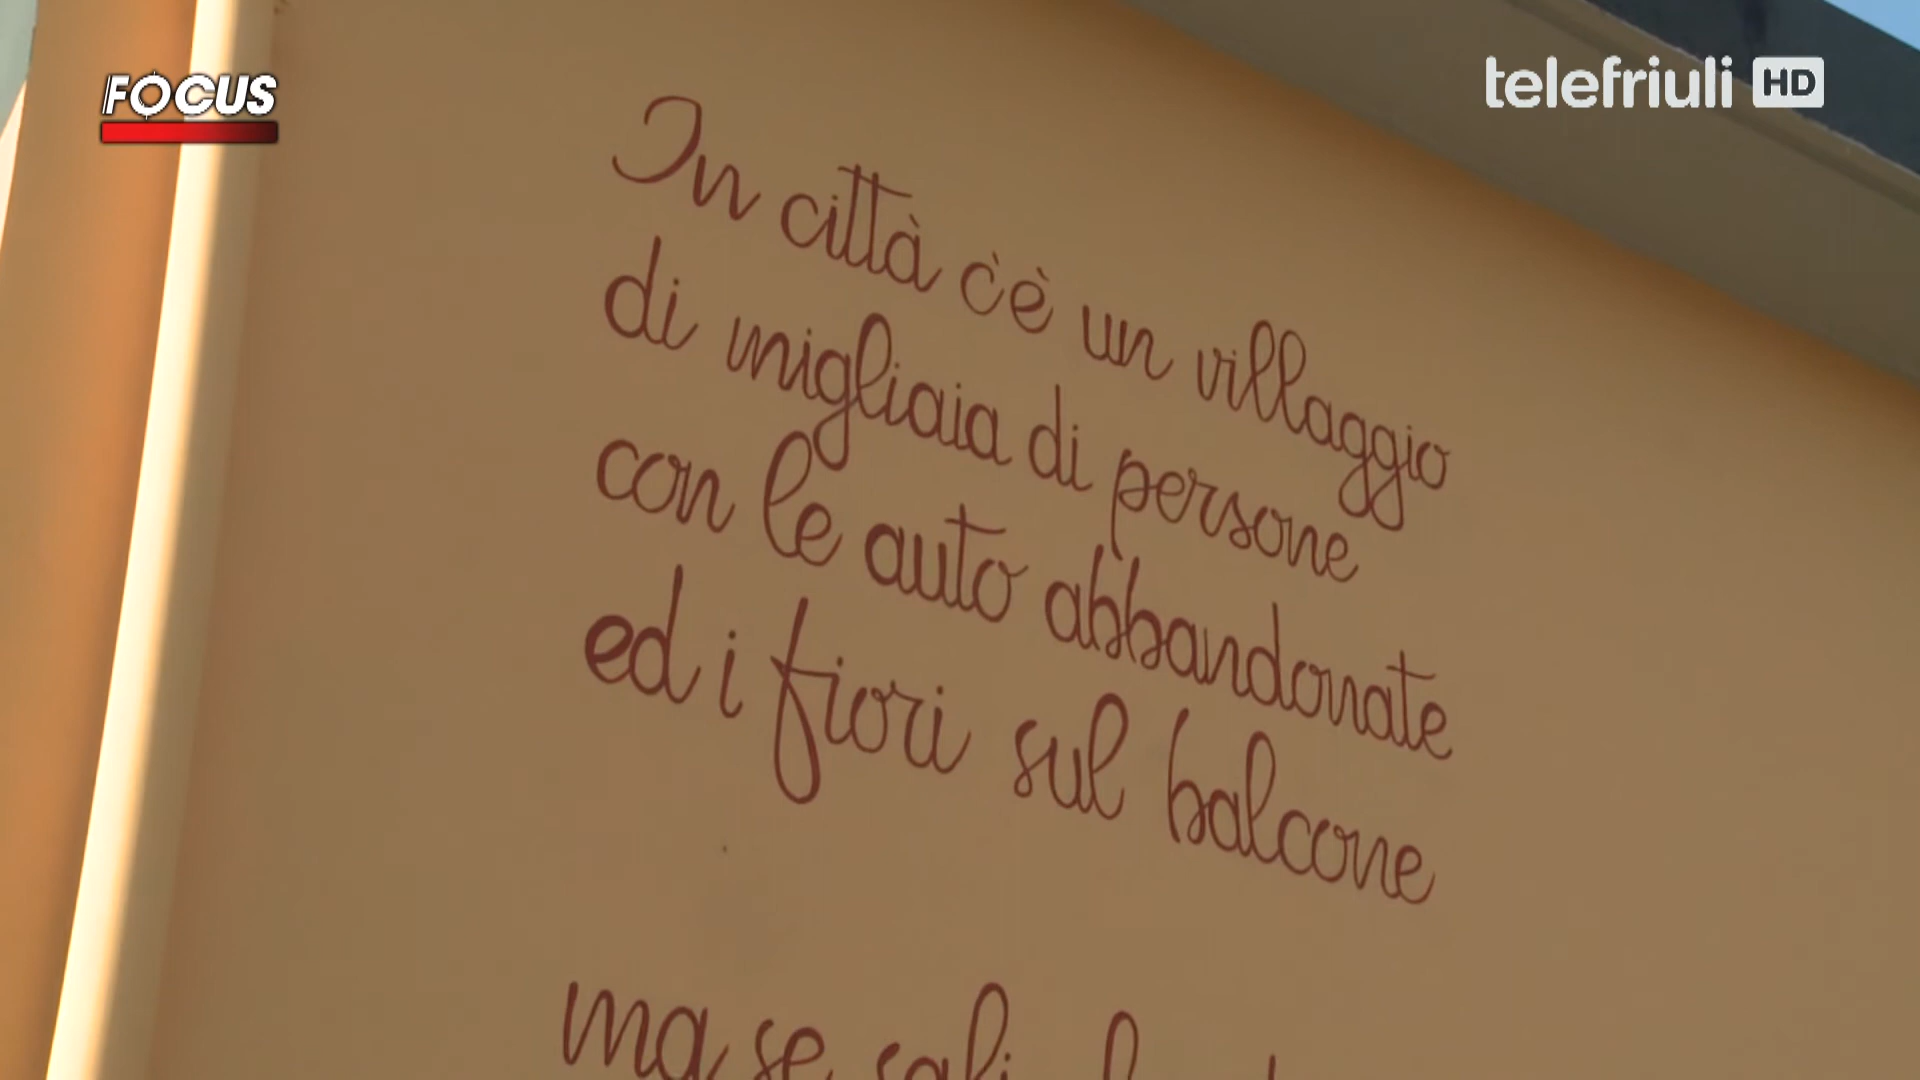 FOCUS
telefriuli HD
In città c'è un villaggio
di migliaia di persone
con le auto abbandonate
ed i fiori sul balcone
ma se sali